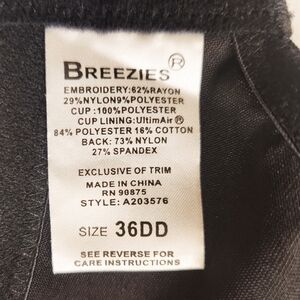 BREEZIES®
EMBROIDERY:62%RAYON
29%NYLON9%POLYESTER
CUP:100%POLYESTER
CUP LINING:UltimAir®
84% POLYESTER 16% COTTON
BACK: 73% NYLON
27% SPANDEX
EXCLUSIVE OF TRIM
MADE IN CHINA
RN 90875
STYLE: A203576
SIZE 36DD
SEE REVERSE FOR
CARE INSTRUCTIONS